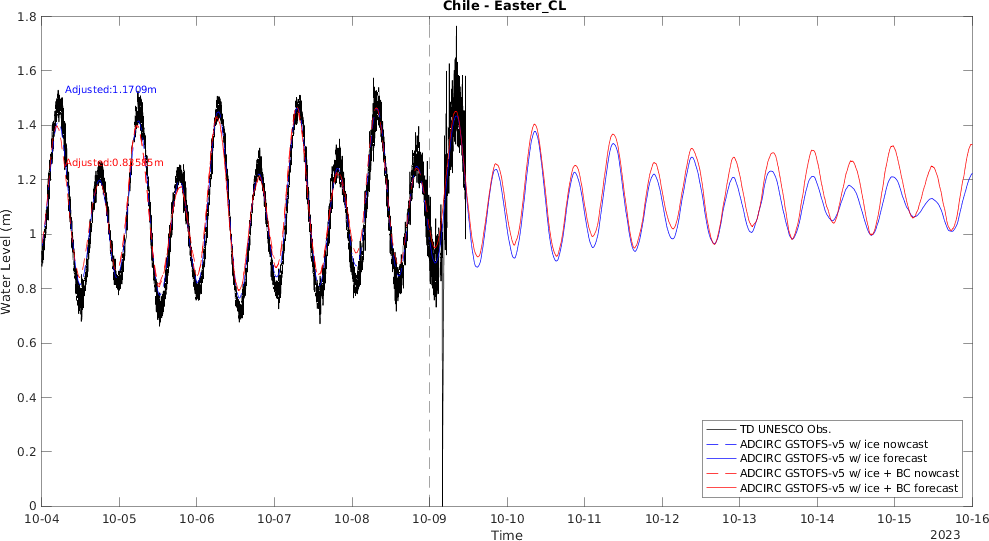 Chile - Easter_CL
1.8
1.6
1.4
1.2
1
0.8
0.6
0.4
0.2
0
Water Level (m)
Adjusted:1.1709m
Adjusted:0.83585m
TD UNESCO Obs.
ADCIRC GSTOFS-v5 w/ ice nowcast
ADCIRC GSTOFS-v5 w/ ice forecast
ADCIRC GSTOFS-v5 w/ ice + BC nowcast
ADCIRC GSTOFS-v5 w/ ice + BC forecast
10-04 10-05 10-06 10-07 10-08 10-09 10-10 10-11 10-12 10-13 10-14 10-15 10-16
Time
2023